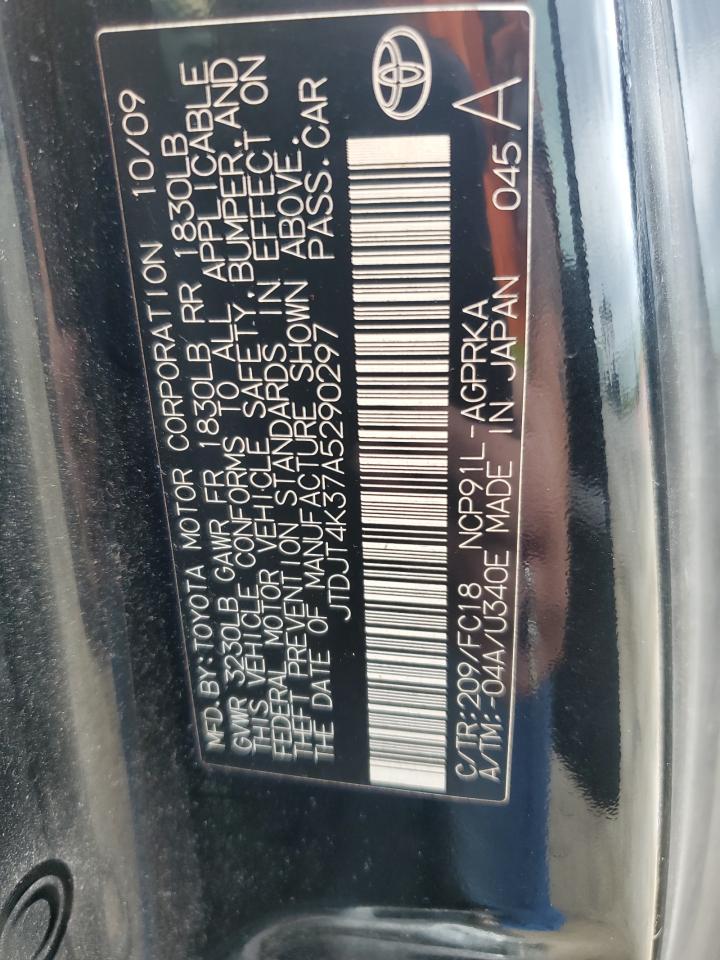 MFD. BY: TOYOTA MOTOR CORPORATION 10/09
GVWR 3230LB GAWR FR 1830LB RR 1830LB
THIS VEHICLE CONFORMS TO ALL APPLICABLE
FEDERAL MOTOR VEHICLE SAFETY, BUMPER, AND
THEFT PREVENTION STANDARDS IN EFFECT ON
THE DATE OF MANUFACTURE SHOWN ABOVE.
JTDJT4K37A5290297 PASS. CAR
C/TR:209/FC18 NCP91L-AGPRKA 045 A
A/TM:-04A/U340E MADE IN JAPAN